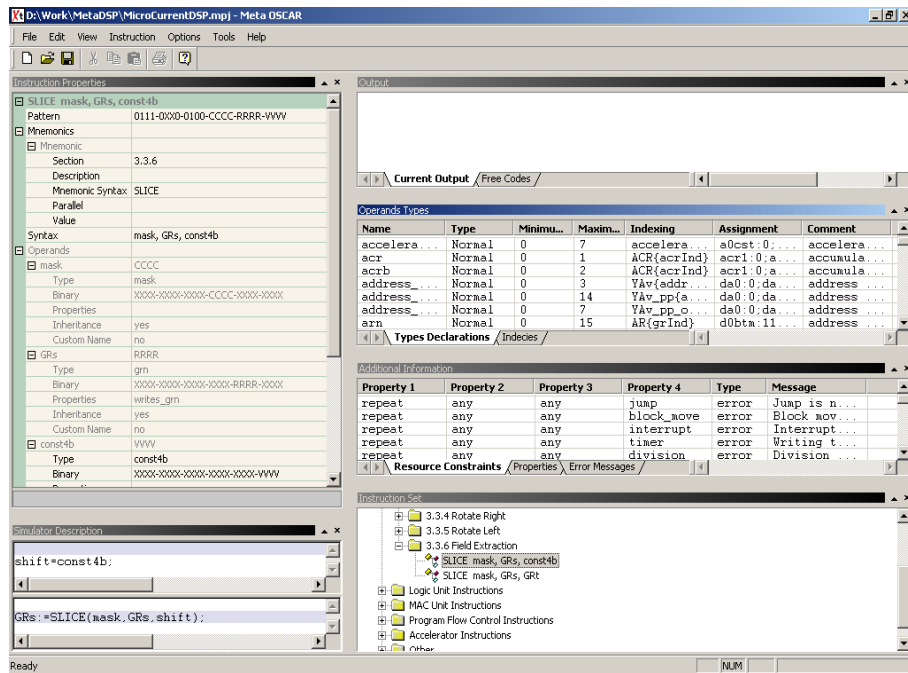 D:\Work\MetaDSP\MicroCurrentDSP.mpj - Meta OSCAR
File Edit View Instruction Options Tools Help
Instruction Properties
SLICE mask, GRs, const4b
Pattern 0111-0XX0-0100-CCCC-RRRR-VVVV
Mnemonics
Mnemonic
Section 3.3.6
Description
Mnemonic Syntax SLICE
Parallel
Value
Syntax mask, GRs, const4b
Operands
mask CCCC
Type mask
Binary XXXX-XXXX-XXXX-CCCC-XXXX-XXXX
Properties
Inheritance yes
Custom Name no
GRs RRRR
Type grn
Binary XXXX-XXXX-XXXX-XXXX-RRRR-XXXX
Properties writes_grn
Inheritance yes
Custom Name no
const4b VVVV
Type const4b
Binary XXXX-XXXX-XXXX-XXXX-XXXX-VVVV
Simulator Description
shift=const4b;
GRs:=SLICE(mask,GRs,shift);
Output
Current Output Free Codes
Operands Types
Name Type Minimu... Maxim... Indexing Assignment Comment
accelera... Normal 0 7 accelera... a0cst:0;... accelera...
acr Normal 0 1 ACR{acrInd} acr1:0;a... accumula...
acrb Normal 0 2 ACR{acrInd} acr1:0;a... accumula...
address_... Normal 0 3 YAv{addr... da0:0;da... address ...
address_... Normal 0 14 YAv_pp{a... da0:0;da... address ...
address_... Normal 0 7 YAv_pp_o... da0:0;da... address ...
arn Normal 0 15 AR{grInd} d0btm:11... address ...
Types Declarations Indecies
Additional Information
Property 1 Property 2 Property 3 Property 4 Type Message
repeat any any jump error Jump is n...
repeat any any block_move error Block mov...
repeat any any interrupt error Interrupt...
repeat any any timer error Writing t...
repeat any any division error Division ...
Resource Constraints Properties Error Messages
Instruction Set
3.3.4 Rotate Right
3.3.5 Rotate Left
3.3.6 Field Extraction
SLICE mask, GRs, const4b
SLICE mask, GRs, GRt
Logic Unit Instructions
MAC Unit Instructions
Program Flow Control Instructions
Accelerator Instructions
Other
Ready NUM